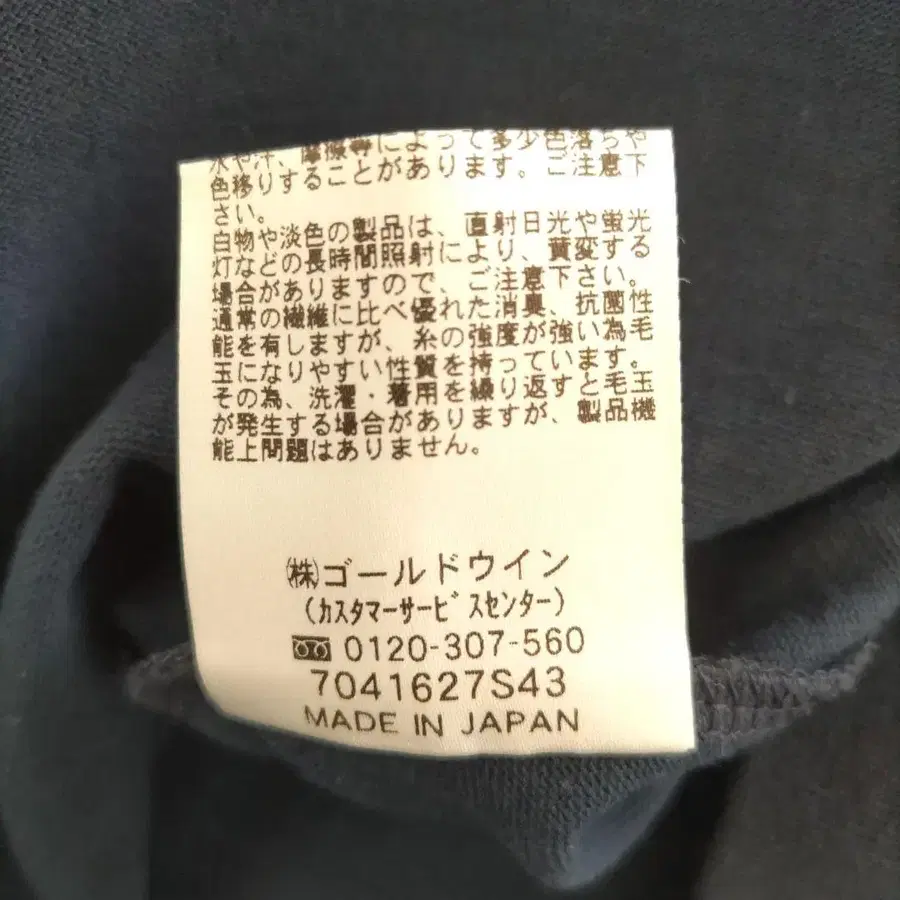 水や汗、摩擦等によって多少色落ちや
色移りすることがあります。ご注意下
さい。
白物や淡色の製品は、直射日光や蛍光
灯などの長時間照射により、黄変する
場合がありますので、ご注意下さい。
通常の繊維に比べ優れた消臭、抗菌性
能を有しますが、糸の強度が強い為毛
玉になりやすい性質を持っています。
その為、洗濯・着用を繰り返すと毛玉
が発生する場合がありますが、製品機
能上問題はありません。
㈱ゴールドウイン
(カスタマーサービスセンター)
0120-307-560
7041627S43
MADE IN JAPAN